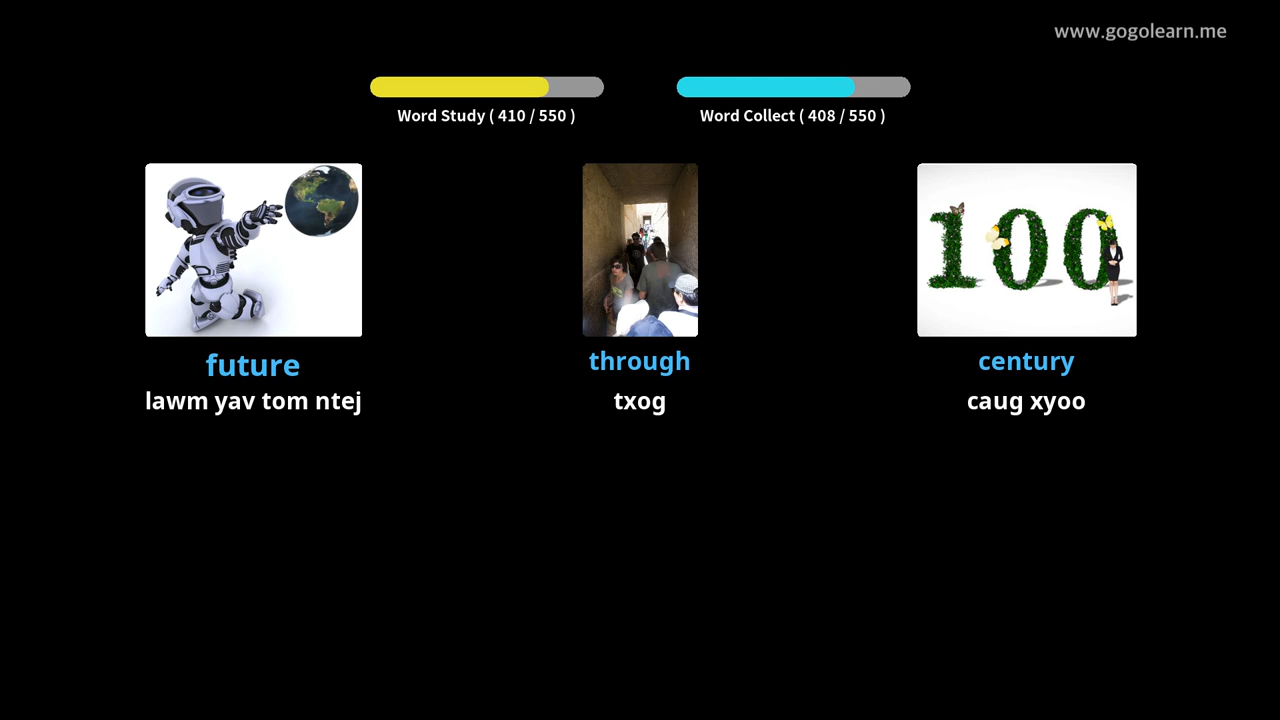 www.gogolearn.me
Word Study ( 410 / 550 )
Word Collect ( 408 / 550 )
100
future
through
century
lawm yav tom ntej
txog
caug xyoo